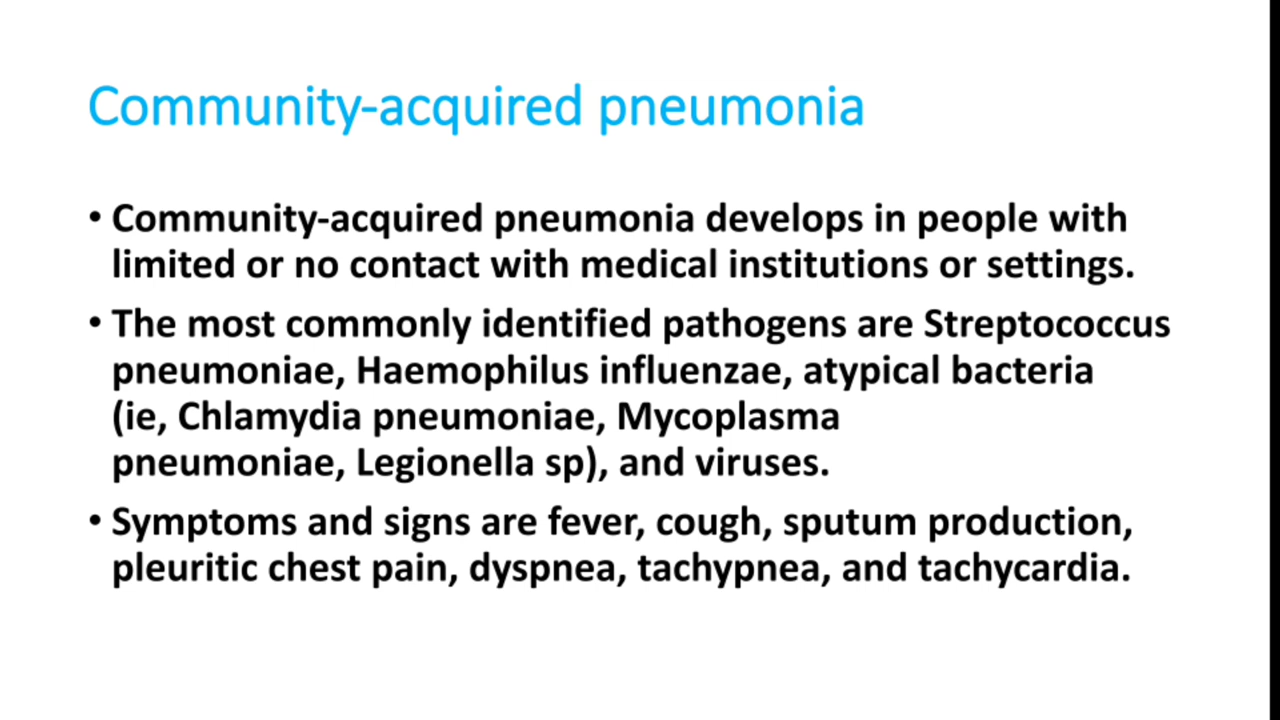 Community-acquired pneumonia
• Community-acquired pneumonia develops in people with
limited or no contact with medical institutions or settings.
• The most commonly identified pathogens are Streptococcus
pneumoniae, Haemophilus influenzae, atypical bacteria
(ie, Chlamydia pneumoniae, Mycoplasma
pneumoniae, Legionella sp), and viruses.
• Symptoms and signs are fever, cough, sputum production,
pleuritic chest pain, dyspnea, tachypnea, and tachycardia.